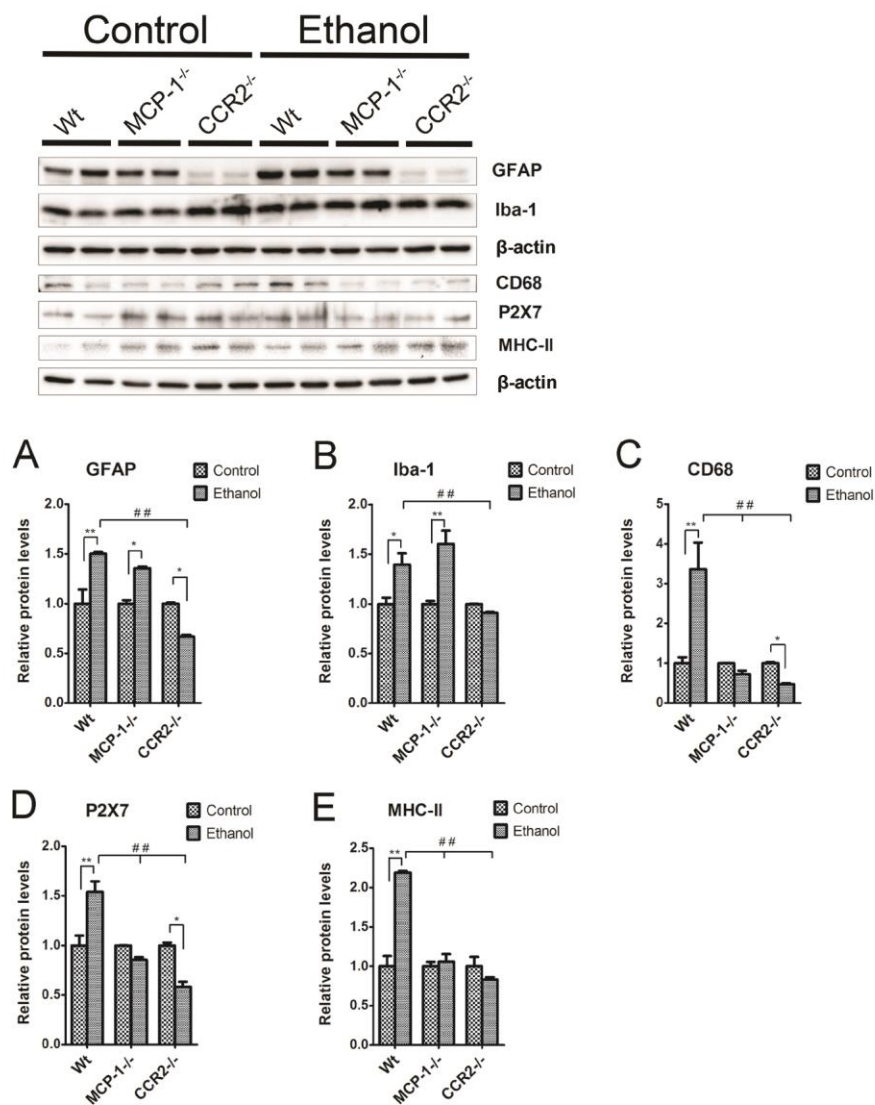 Control Ethanol
Wt MCP-1-/- CCR2-/- Wt MCP-1-/- CCR2-/-
GFAP
Iba-1
β-actin
CD68
P2X7
MHC-II
β-actin
A GFAP
Control
Ethanol
Relative protein levels
2.0
1.5
1.0
0.5
0.0
** * * ##
Wt MCP-1-/- CCR2-/-
B Iba-1
Control
Ethanol
Relative protein levels
2.0
1.5
1.0
0.5
0.0
* ** ##
Wt MCP-1-/- CCR2-/-
C CD68
Control
Ethanol
Relative protein levels
5
4
3
2
1
0
** * ##
Wt MCP-1-/- CCR2-/-
D P2X7
Control
Ethanol
Relative protein levels
2.0
1.5
1.0
0.5
0.0
** * ##
Wt MCP-1-/- CCR2-/-
E MHC-II
Control
Ethanol
Relative protein levels
2.5
2.0
1.5
1.0
0.5
0.0
** ##
Wt MCP-1-/- CCR2-/-